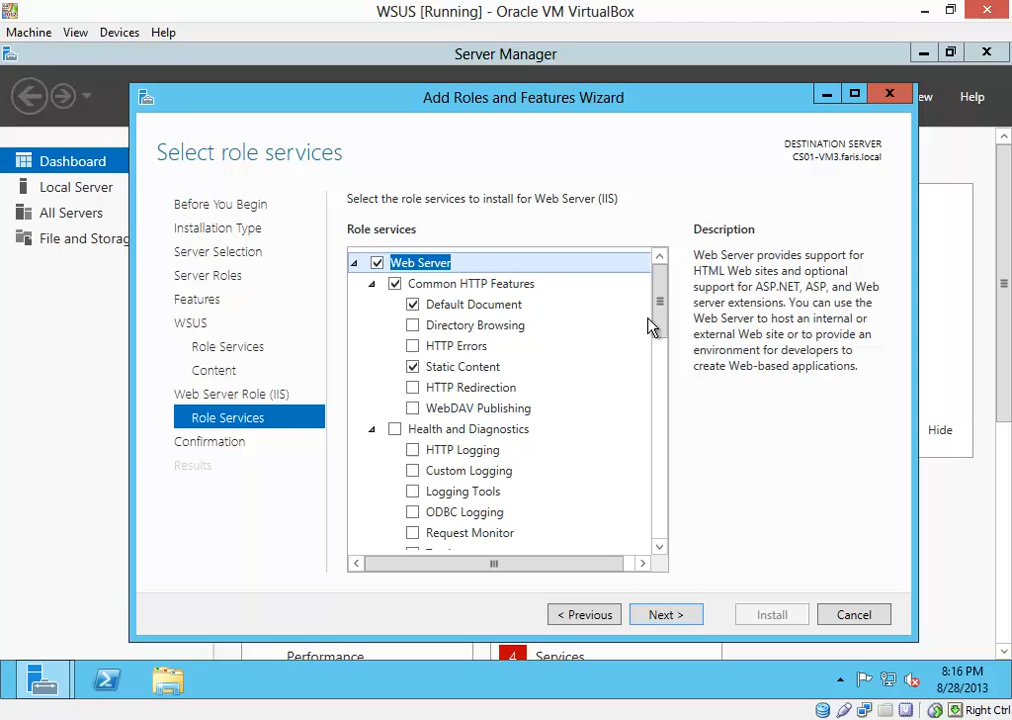 WSUS [Running] - Oracle VM VirtualBox
Machine View Devices Help
Server Manager
Add Roles and Features Wizard
Help
Select role services
DESTINATION SERVER
CS01-VM3.faris.local
Dashboard
Local Server
All Servers
File and Storag
Before You Begin
Installation Type
Server Selection
Server Roles
Features
WSUS
Role Services
Content
Web Server Role (IIS)
Role Services
Confirmation
Results
Select the role services to install for Web Server (IIS)
Role services
Web Server
Common HTTP Features
Default Document
Directory Browsing
HTTP Errors
Static Content
HTTP Redirection
WebDAV Publishing
Health and Diagnostics
HTTP Logging
Custom Logging
Logging Tools
ODBC Logging
Request Monitor
Description
Web Server provides support for
HTML Web sites and optional
support for ASP.NET, ASP, and Web
server extensions. You can use the
Web Server to host an internal or
external Web site or to provide an
environment for developers to
create Web-based applications.
Hide
< Previous Next > Install Cancel
Performance
4 Services
8:16 PM
8/28/2013
Right Ctrl